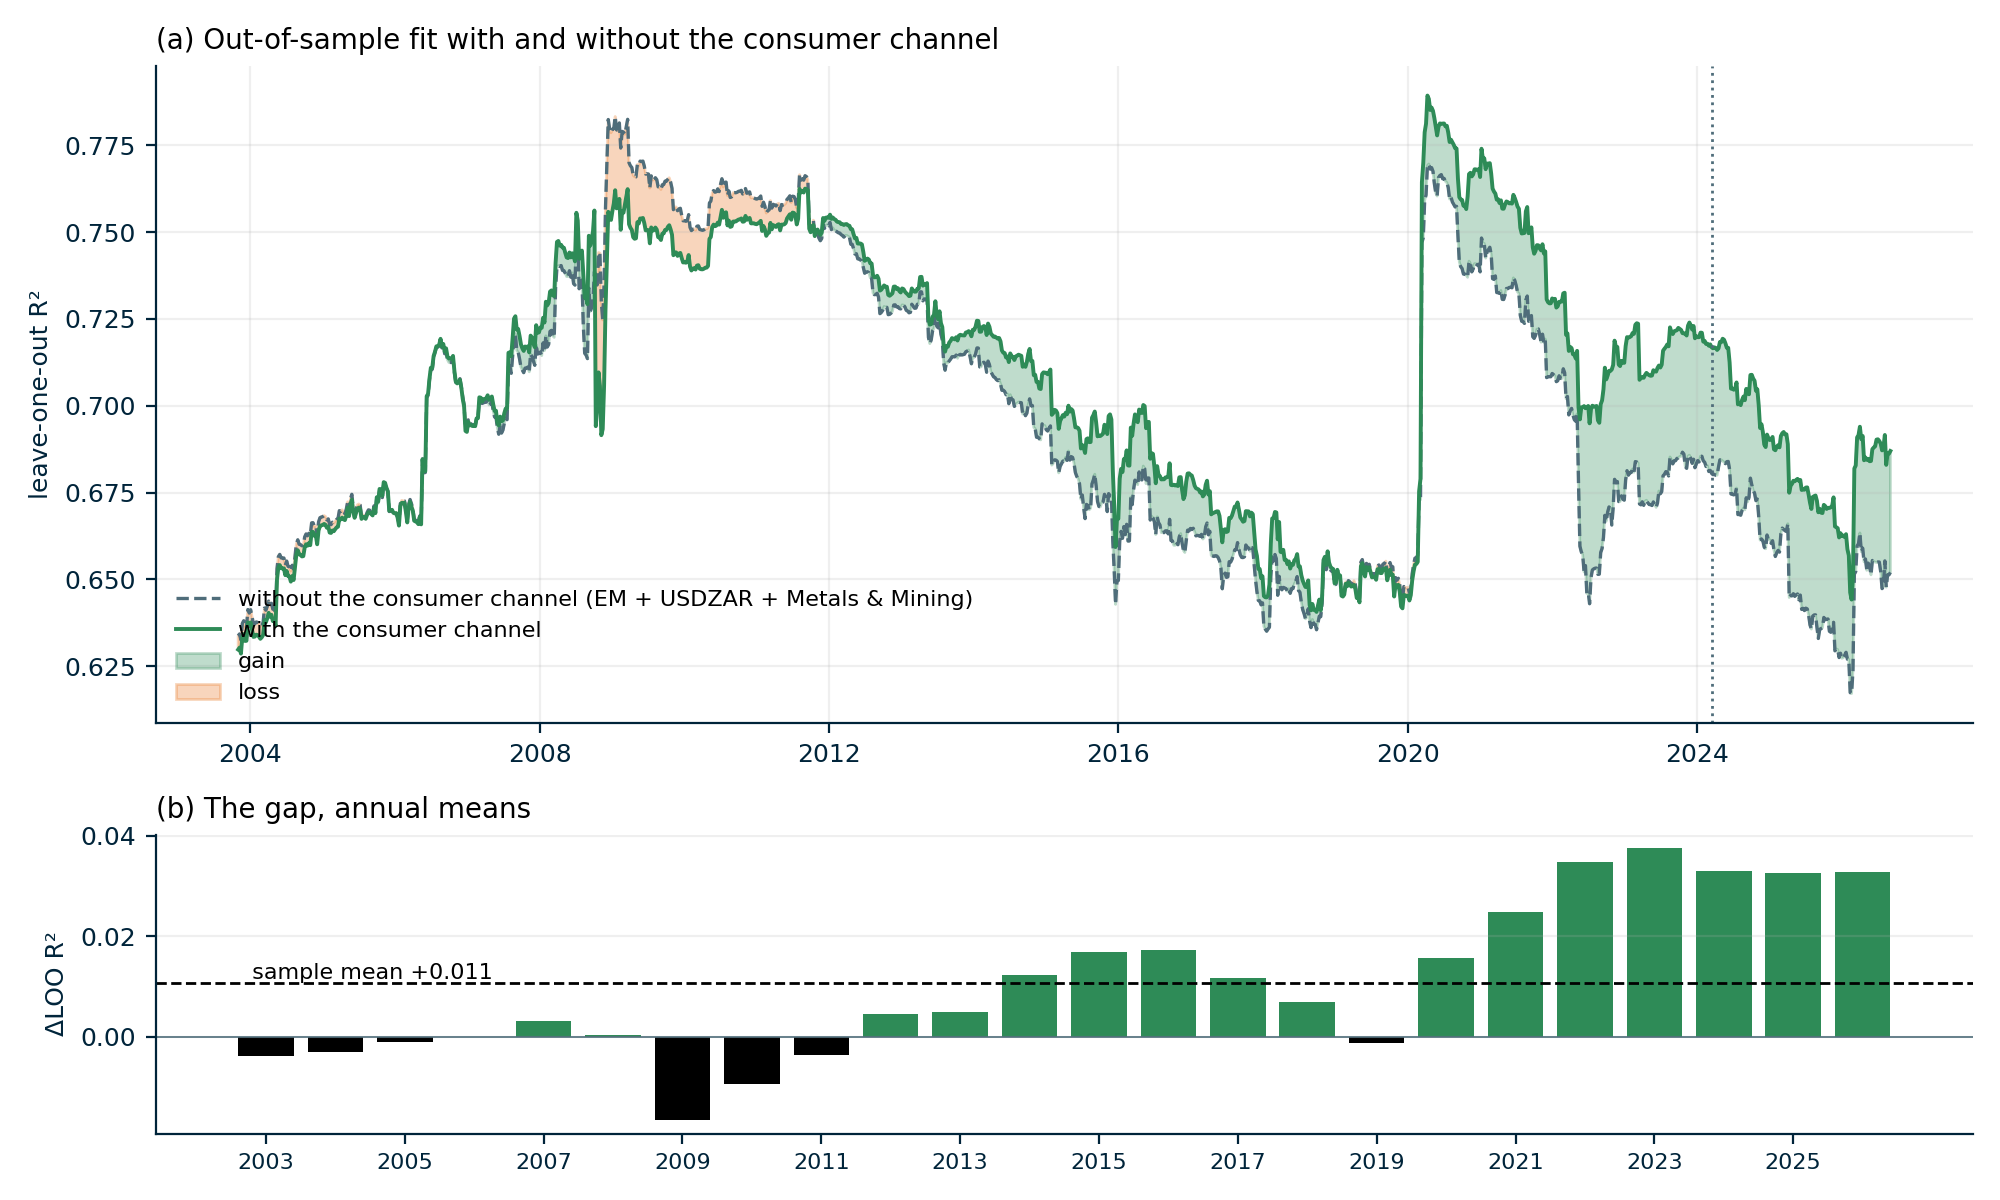 (a) Out-of-sample fit with and without the consumer channel
leave-one-out R²
0.775
0.750
0.725
0.700
0.675
0.650
0.625
without the consumer channel (EM + USDZAR + Metals & Mining)
with the consumer channel
gain
loss
2004 2008 2012 2016 2020 2024
(b) The gap, annual means
ΔLOO R²
0.04
0.02
0.00
sample mean +0.011
2003 2005 2007 2009 2011 2013 2015 2017 2019 2021 2023 2025